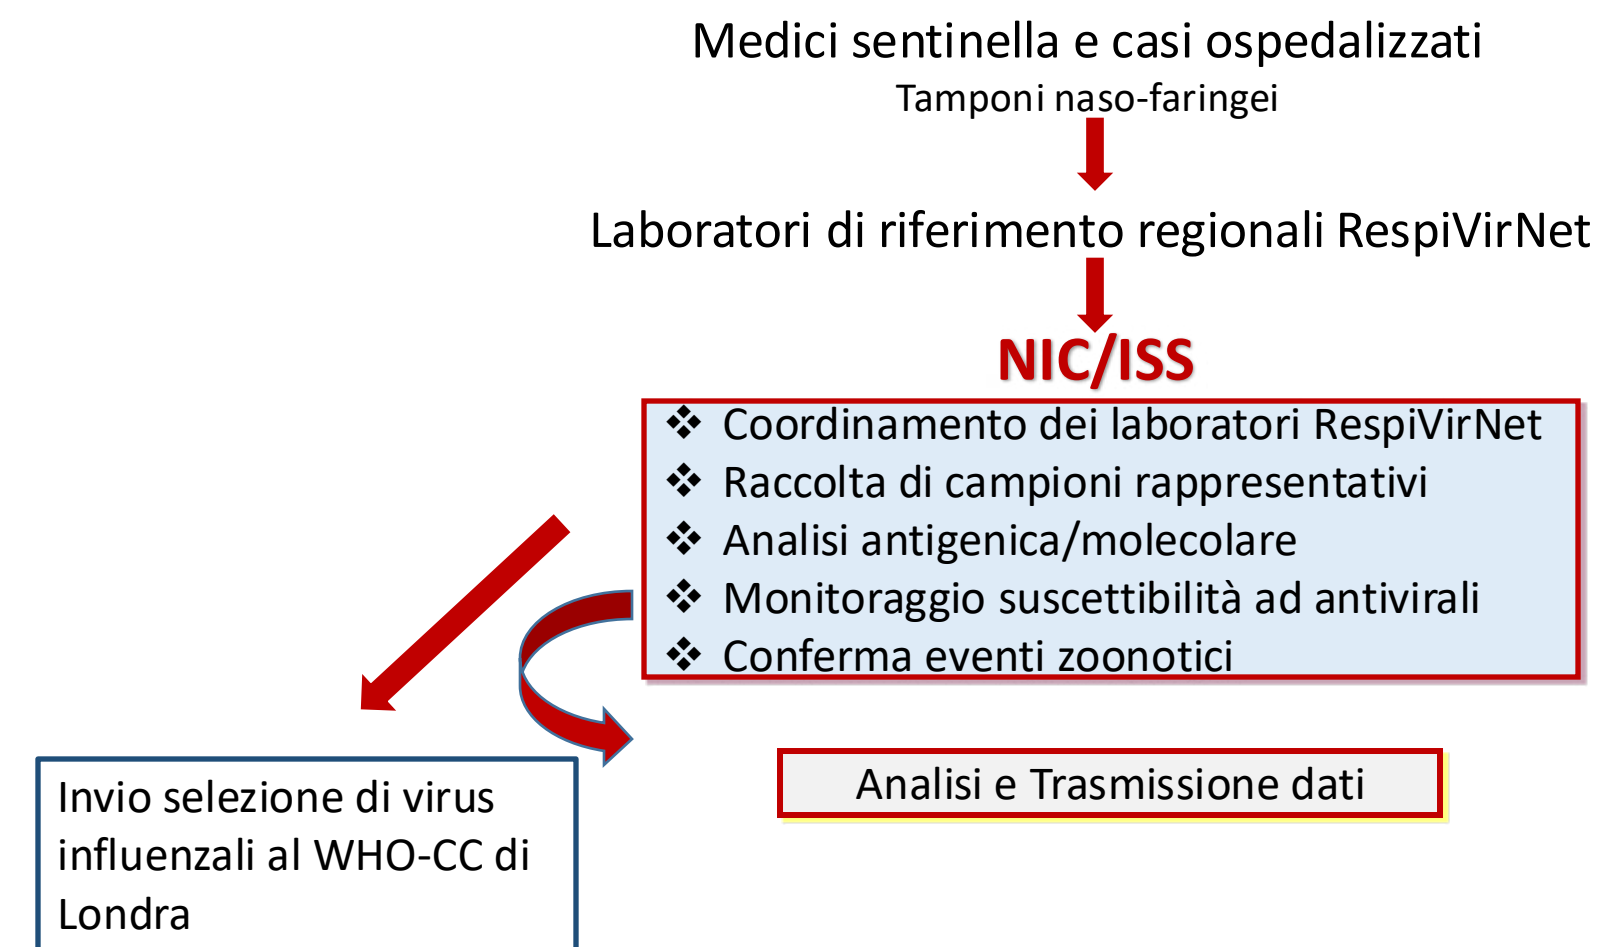 Medici sentinella e casi ospedalizzati
Tamponi naso-faringei
Laboratori di riferimento regionali RespiVirNet
NIC/ISS
❖ Coordinamento dei laboratori RespiVirNet
❖ Raccolta di campioni rappresentativi
❖ Analisi antigenica/molecolare
❖ Monitoraggio suscettibilità ad antivirali
❖ Conferma eventi zoonotici
Analisi e Trasmissione dati
Invio selezione di virus
influenzali al WHO-CC di
Londra